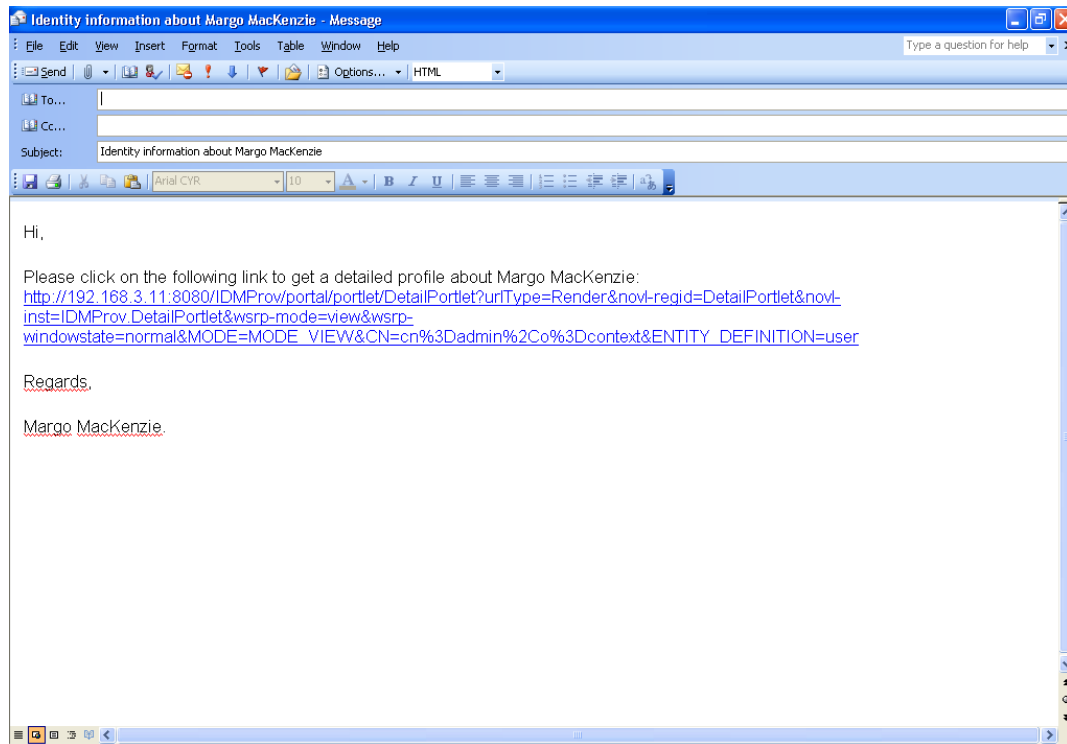 Identity information about Margo MacKenzie - Message
File Edit View Insert Format Tools Table Window Help Type a question for help
Send Options... HTML
To...
Cc...
Subject: Identity information about Margo MacKenzie
Arial CYR 10 A B I U
Hi,
Please click on the following link to get a detailed profile about Margo MacKenzie:
http://192.168.3.11:8080/IDMProv/portal/portlet/DetailPortlet?urlType=Render&novl-regid=DetailPortlet&novl-
inst=IDMProv.DetailPortlet&wsrp-mode=view&wsrp-
windowstate=normal&MODE=MODE_VIEW&CN=cn%3Dadmin%2Co%3Dcontext&ENTITY_DEFINITION=user
Regards,
Margo MacKenzie.